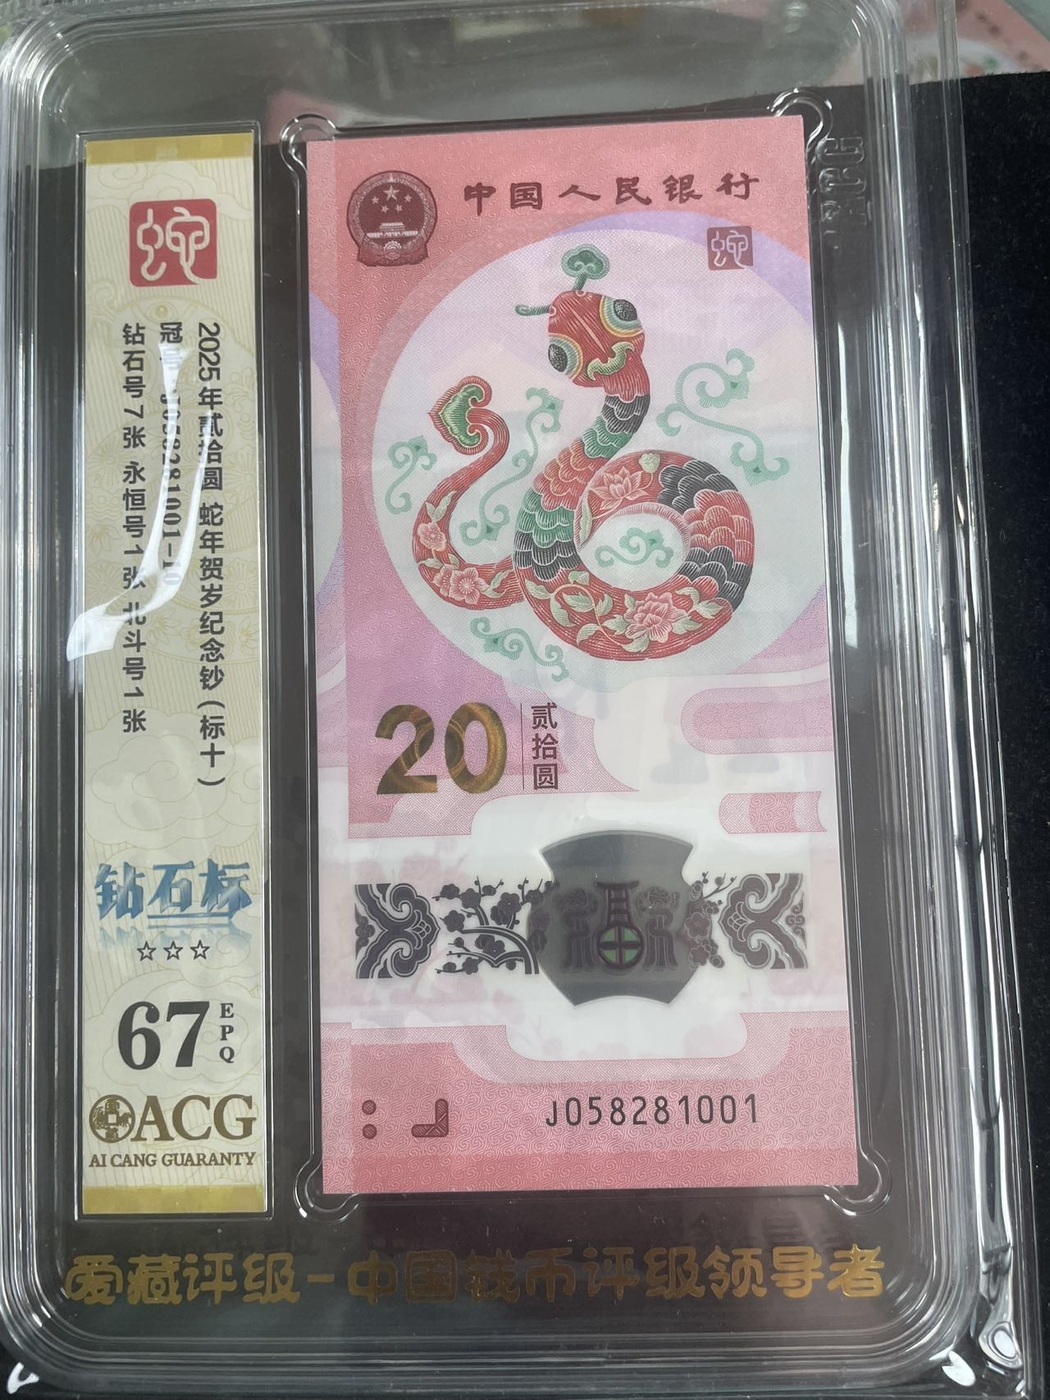 中国人民银行
蛇
20
贰拾圆
J058281001
蛇
2025年贰拾圆 蛇年贺岁纪念钞(标十)
冠号:J058281001-10
钻石号7张 永恒号1张 北斗号1张
钻石标
☆☆☆
67
EPQ
ACG
AI CANG GUARANTY
爱藏评级-中国钱币评级领导者
ACG